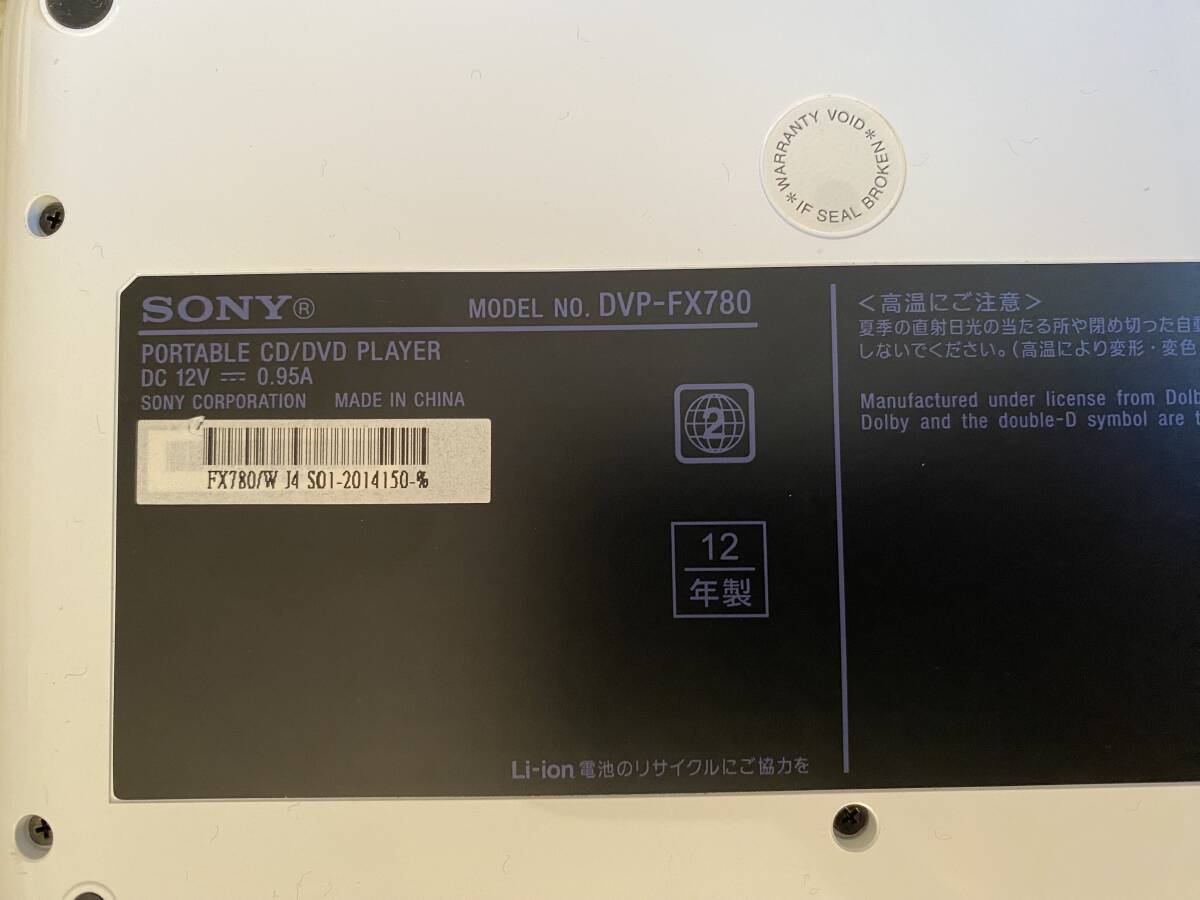 *WARRANTY VOID*
*IF SEAL BROKEN
SONY®
MODEL NO. DVP-FX780
PORTABLE CD/DVD PLAYER
DC 12V ⎓ 0.95A
SONY CORPORATION MADE IN CHINA
FX780/W J4 S01-2014150-%
2
12
年製
Li-ion 電池のリサイクルにご協力を
<高温にご注意>
夏季の直射日光の当たる所や閉め切った自動
しないでください。(高温により変形・変色
Manufactured under license from Dolb
Dolby and the double-D symbol are t